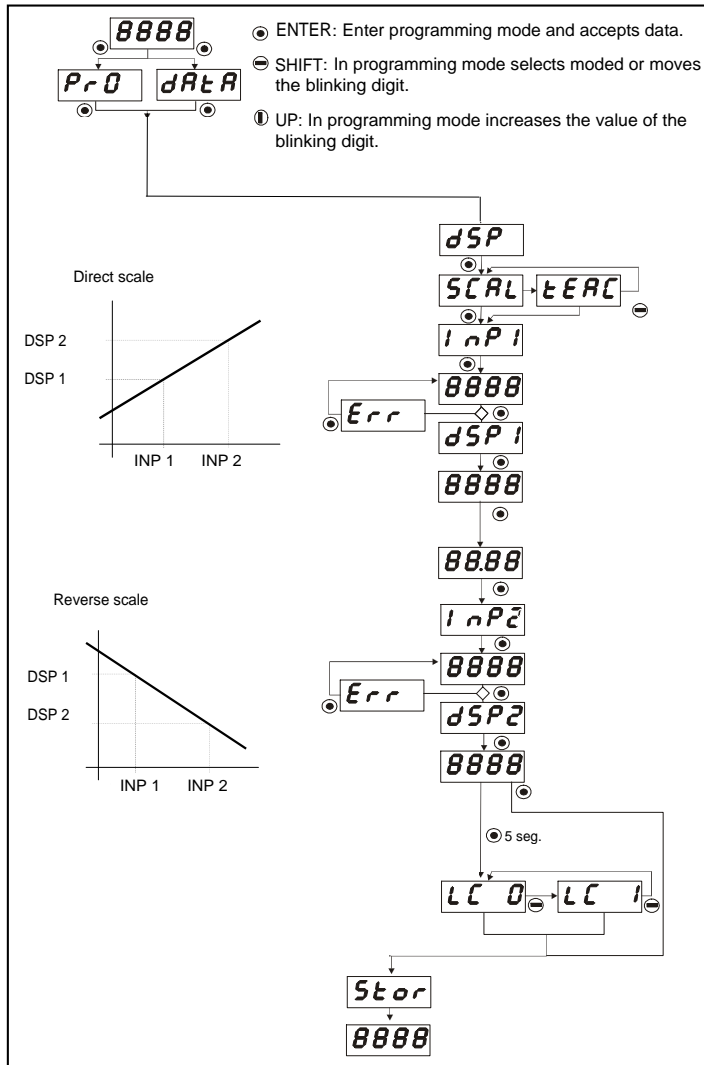 8888
ENTER: Enter programming mode and accepts data.
Pr0
dAtA
SHIFT: In programming mode selects moded or moves
the blinking digit.
UP: In programming mode increases the value of the
blinking digit.
dSP
Direct scale
SCAL
tEAC
InP1
DSP 2
DSP 1
8888
Err
dSP1
INP 1
INP 2
8888
88.88
Reverse scale
InP2
DSP 1
8888
Err
DSP 2
dSP2
8888
INP 1
INP 2
5 seg.
LC 0
LC 1
Stor
8888